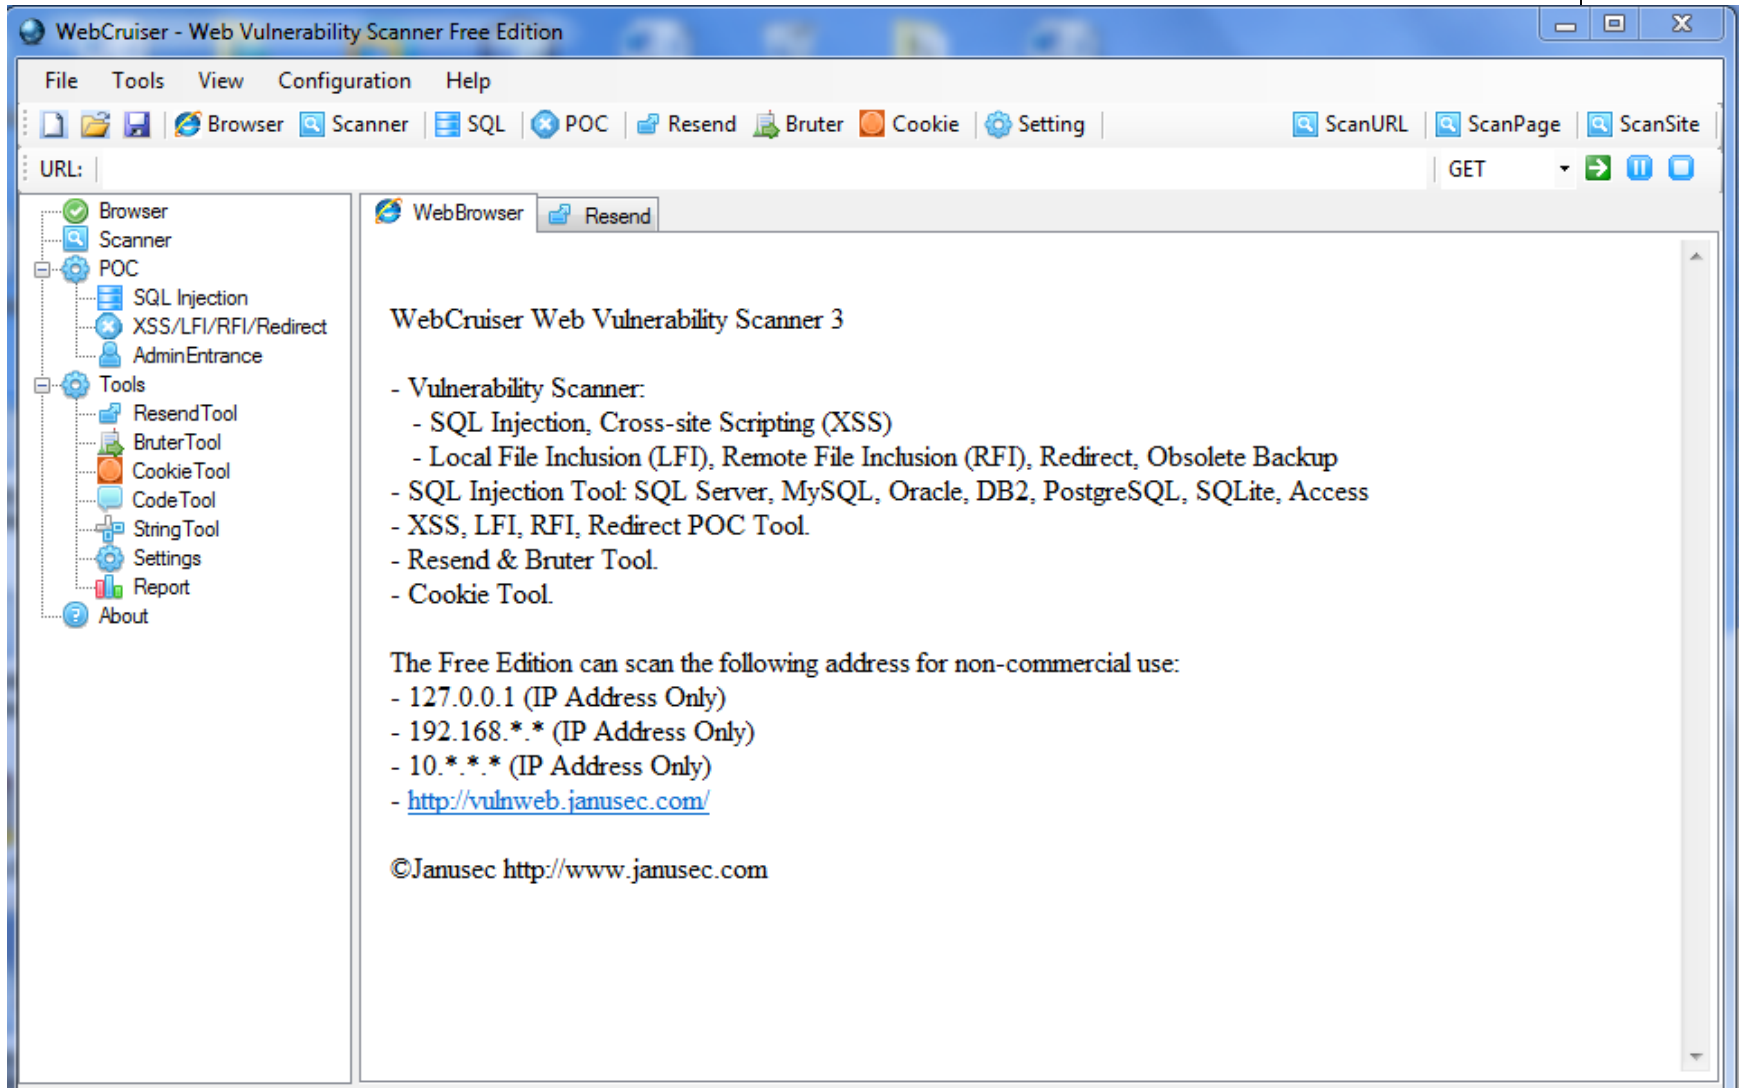 WebCruiser - Web Vulnerability Scanner Free Edition
File Tools View Configuration Help
Browser Scanner SQL POC Resend Bruter Cookie Setting ScanURL ScanPage ScanSite
URL: GET
Browser
Scanner
POC
SQL Injection
XSS/LFI/RFI/Redirect
AdminEntrance
Tools
ResendTool
BruterTool
CookieTool
CodeTool
StringTool
Settings
Report
About
WebBrowser Resend
WebCruiser Web Vulnerability Scanner 3
- Vulnerability Scanner:
- SQL Injection, Cross-site Scripting (XSS)
- Local File Inclusion (LFI), Remote File Inclusion (RFI), Redirect, Obsolete Backup
- SQL Injection Tool: SQL Server, MySQL, Oracle, DB2, PostgreSQL, SQLite, Access
- XSS, LFI, RFI, Redirect POC Tool.
- Resend & Bruter Tool.
- Cookie Tool.
The Free Edition can scan the following address for non-commercial use:
- 127.0.0.1 (IP Address Only)
- 192.168.*.* (IP Address Only)
- 10.*.*.* (IP Address Only)
- http://vulnweb.janusec.com/
©Janusec http://www.janusec.com